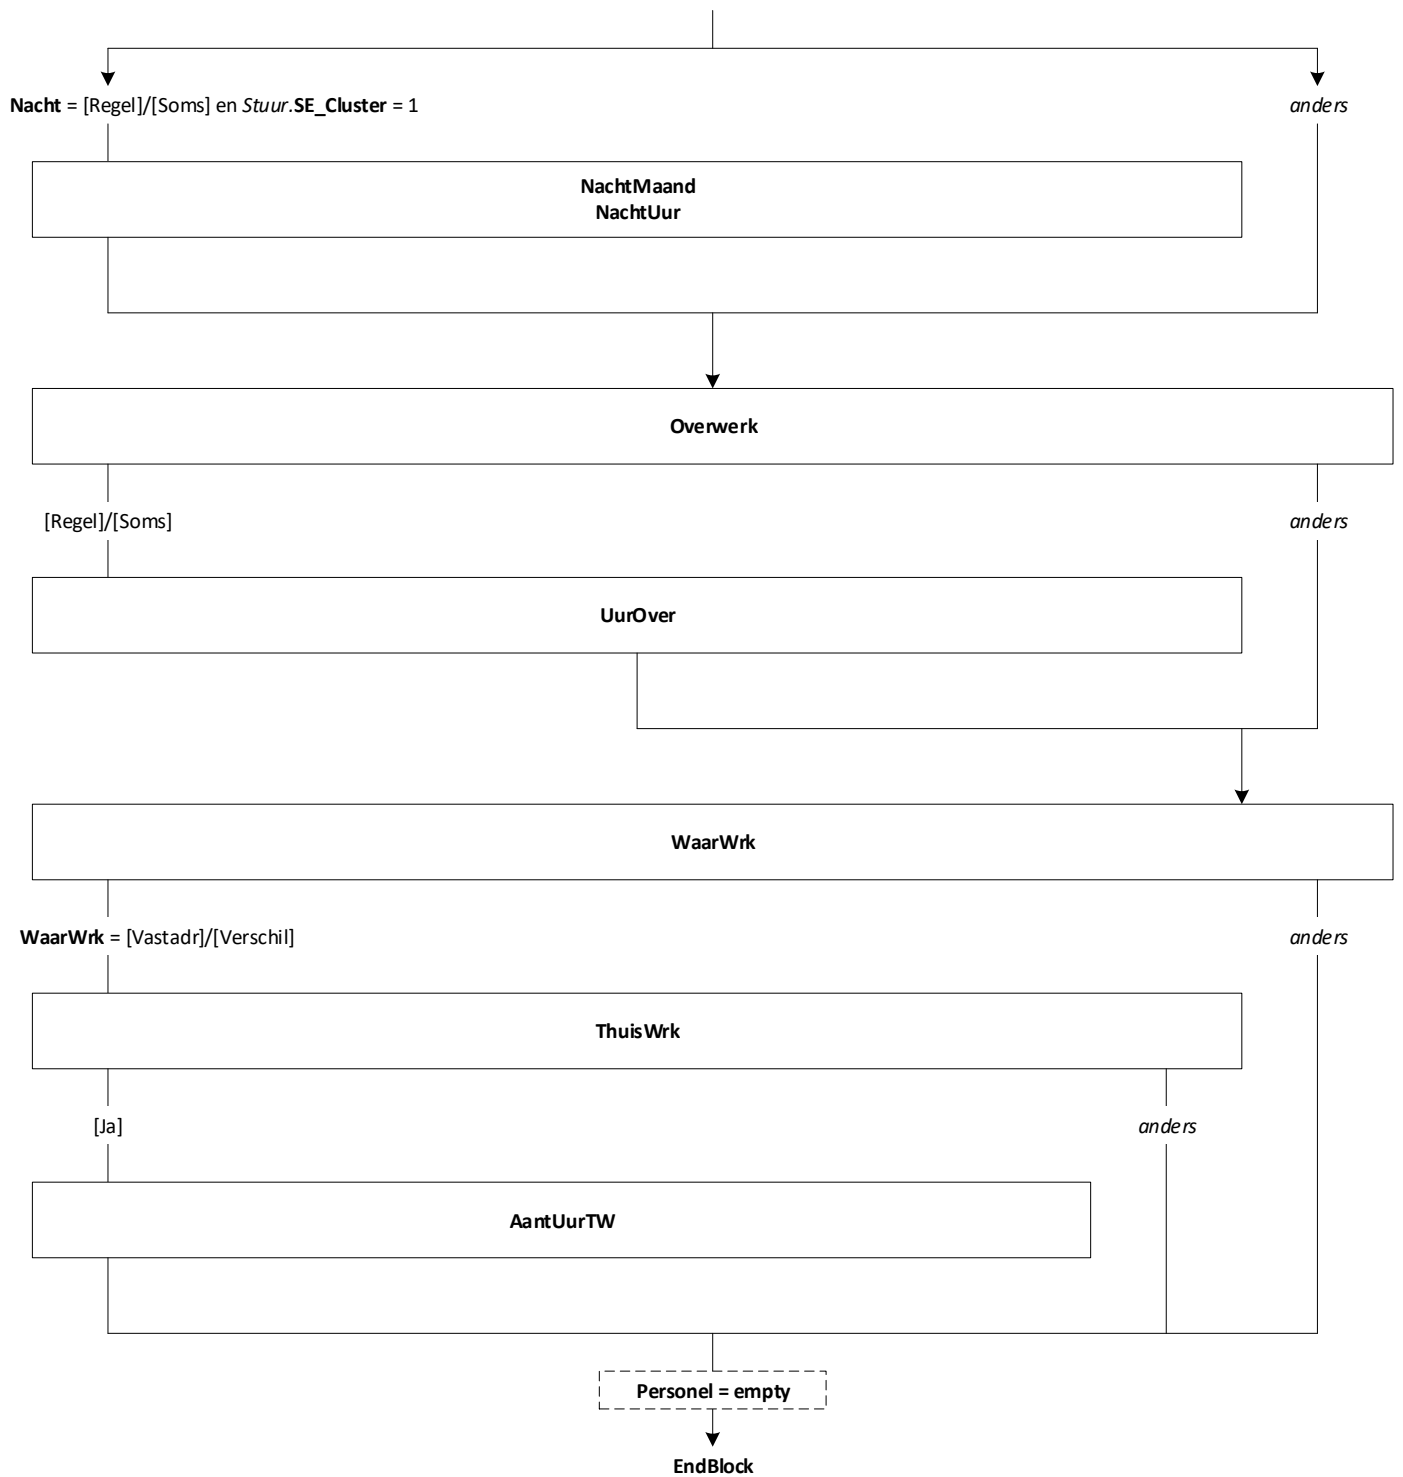 Nacht = [Regel]/[Soms] en Stuur.SE_Cluster = 1
anders
NachtMaand
NachtUur
Overwerk
[Regel]/[Soms]
anders
UurOver
WaarWrk
WaarWrk = [Vastadr]/[Verschil]
anders
ThuisWrk
[Ja]
anders
AantUurTW
Personel = empty
EndBlock